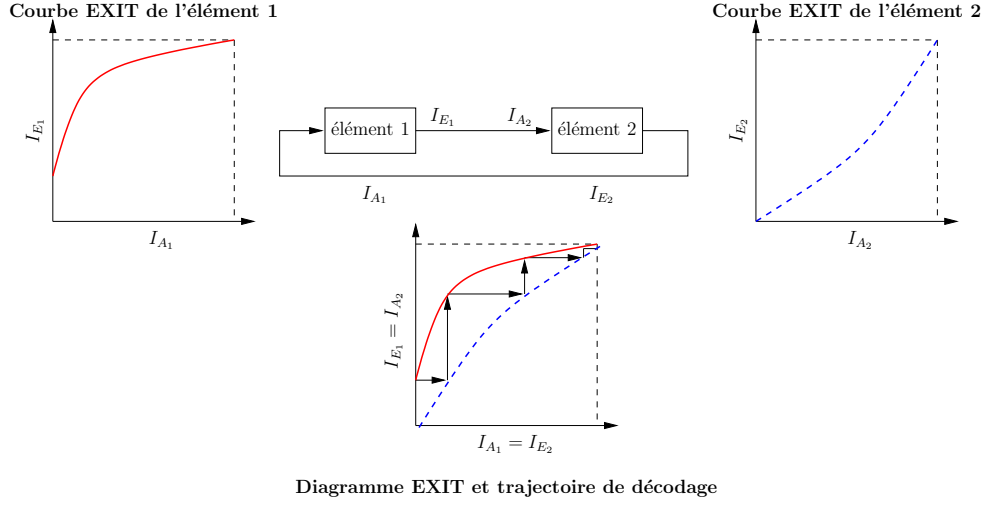 Courbe EXIT de l'élément 1
I_{E_1}
I_{A_1}
élément 1
I_{E_1}
I_{A_2}
élément 2
I_{A_1}
I_{E_2}
Courbe EXIT de l'élément 2
I_{E_2}
I_{A_2}
I_{E_1} = I_{A_2}
I_{A_1} = I_{E_2}
Diagramme EXIT et trajectoire de décodage